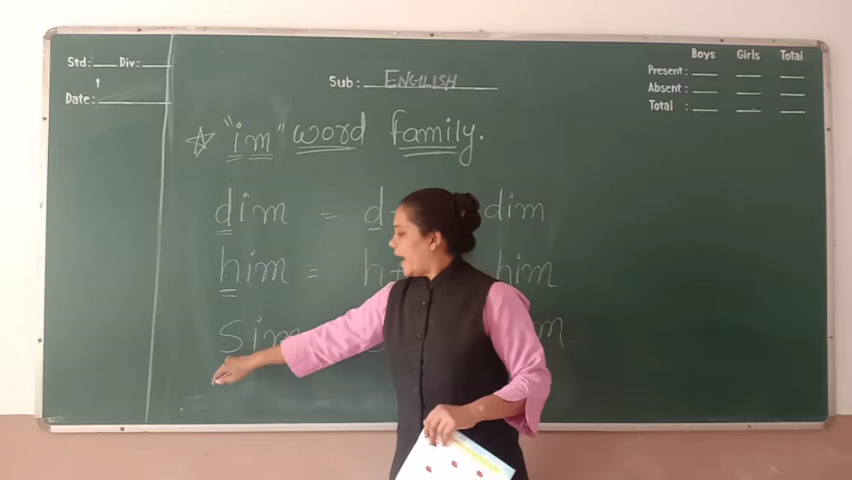 Std: Div: Boys Girls Total
Sub: ENGLISH Present:
Date: Absent :
Total :
"im" word family.
dim = d dim
him = h+ him.
sim m